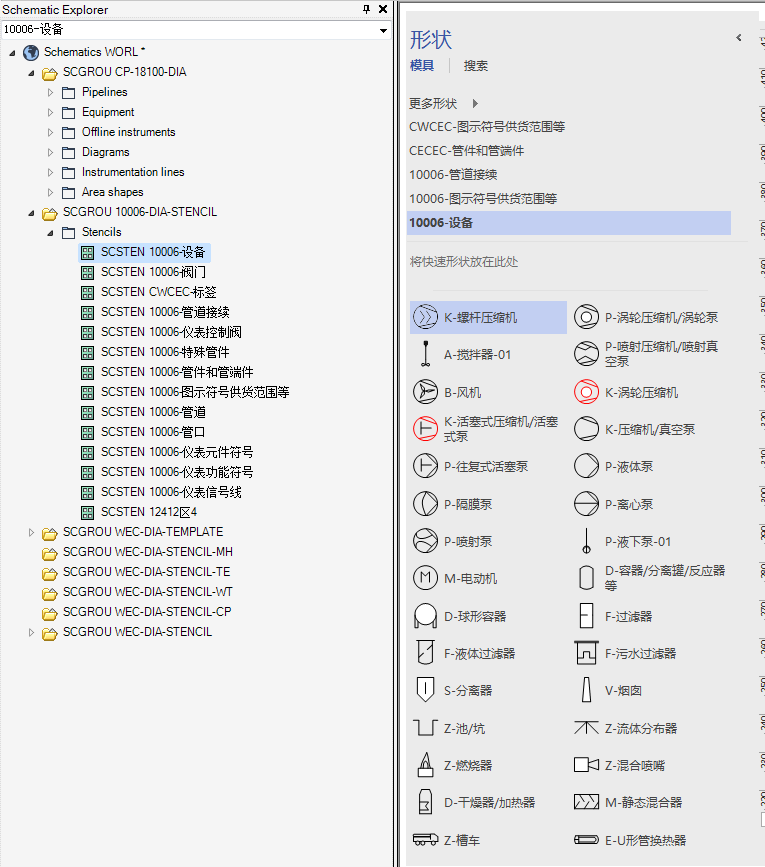 Schematic Explorer
10006-设备
Schematics WORL *
SCGROU CP-18100-DIA
Pipelines
Equipment
Offline instruments
Diagrams
Instrumentation lines
Area shapes
SCGROU 10006-DIA-STENCIL
Stencils
SCSTEN 10006-设备
SCSTEN 10006-阀门
SCSTEN CWCEC-标签
SCSTEN 10006-管道接续
SCSTEN 10006-仪表控制阀
SCSTEN 10006-特殊管件
SCSTEN 10006-管件和管端件
SCSTEN 10006-图示符号供货范围等
SCSTEN 10006-管道
SCSTEN 10006-管口
SCSTEN 10006-仪表元件符号
SCSTEN 10006-仪表功能符号
SCSTEN 10006-仪表信号线
SCSTEN 12412区4
SCGROU WEC-DIA-TEMPLATE
SCGROU WEC-DIA-STENCIL-MH
SCGROU WEC-DIA-STENCIL-TE
SCGROU WEC-DIA-STENCIL-WT
SCGROU WEC-DIA-STENCIL-CP
SCGROU WEC-DIA-STENCIL
形状
模具 搜索
更多形状
CWCEC-图示符号供货范围等
CECEC-管件和管端件
10006-管道接续
10006-图示符号供货范围等
10006-设备
将快速形状放在此处
K-螺杆压缩机 P-涡轮压缩机/涡轮泵
A-搅拌器-01 P-喷射压缩机/喷射真
空泵
B-风机 K-涡轮压缩机
K-活塞式压缩机/活塞
式泵 K-压缩机/真空泵
P-往复式活塞泵 P-液体泵
P-隔膜泵 P-离心泵
P-喷射泵 P-液下泵-01
M M-电动机 D-容器/分离罐/反应器
等
D-球形容器 F-过滤器
F-液体过滤器 F-污水过滤器
S-分离器 V-烟囱
Z-池/坑 Z-流体分布器
Z-燃烧器 Z-混合喷嘴
D-干燥器/加热器 M-静态混合器
Z-槽车 E-U形管换热器